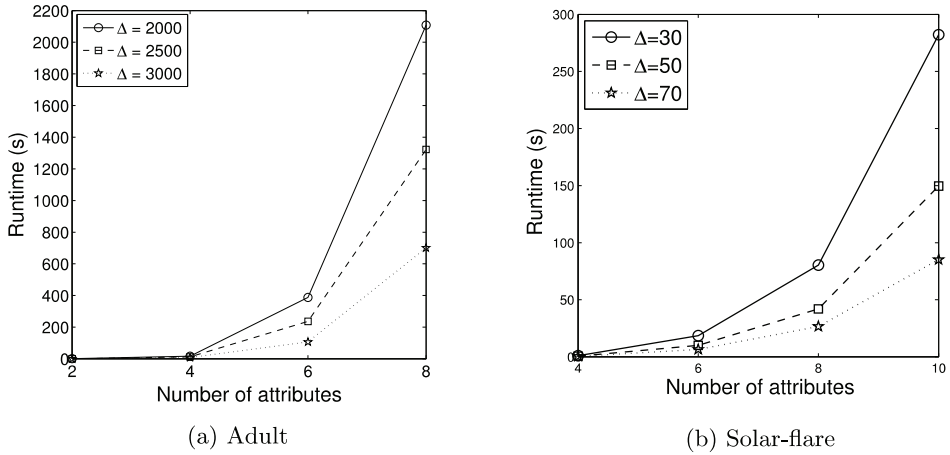 2200
2000
1800
1600
1400
1200
1000
800
600
400
200
0
Runtime (s)
Δ = 2000
Δ = 2500
Δ = 3000
2 4 6 8
Number of attributes
(a) Adult
300
250
200
150
100
50
0
Runtime (s)
Δ=30
Δ=50
Δ=70
4 6 8 10
Number of attributes
(b) Solar-flare